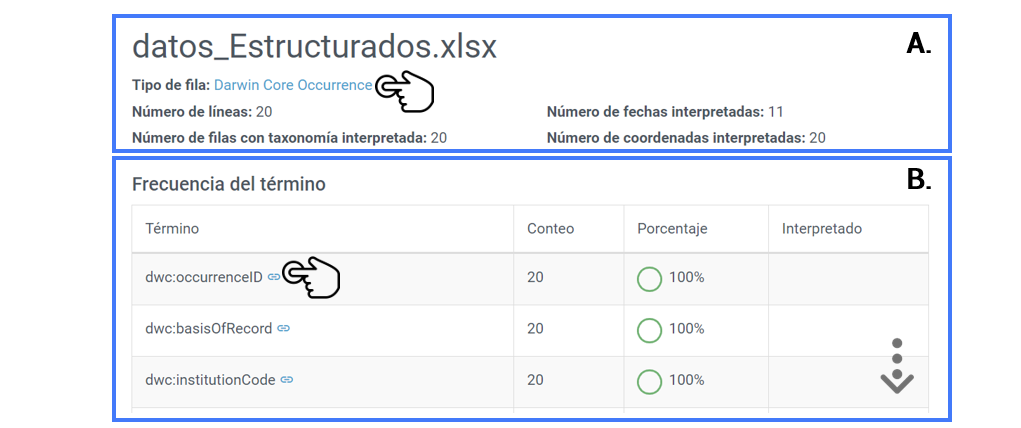 A.
datos_Estructurados.xlsx
Tipo de fila: Darwin Core Occurrence
Número de líneas: 20 Número de fechas interpretadas: 11
Número de filas con taxonomía interpretada: 20 Número de coordenadas interpretadas: 20
B.
Frecuencia del término
Término Conteo Porcentaje Interpretado
dwc:occurrenceID 20 100%
dwc:basisOfRecord 20 100%
dwc:institutionCode 20 100%